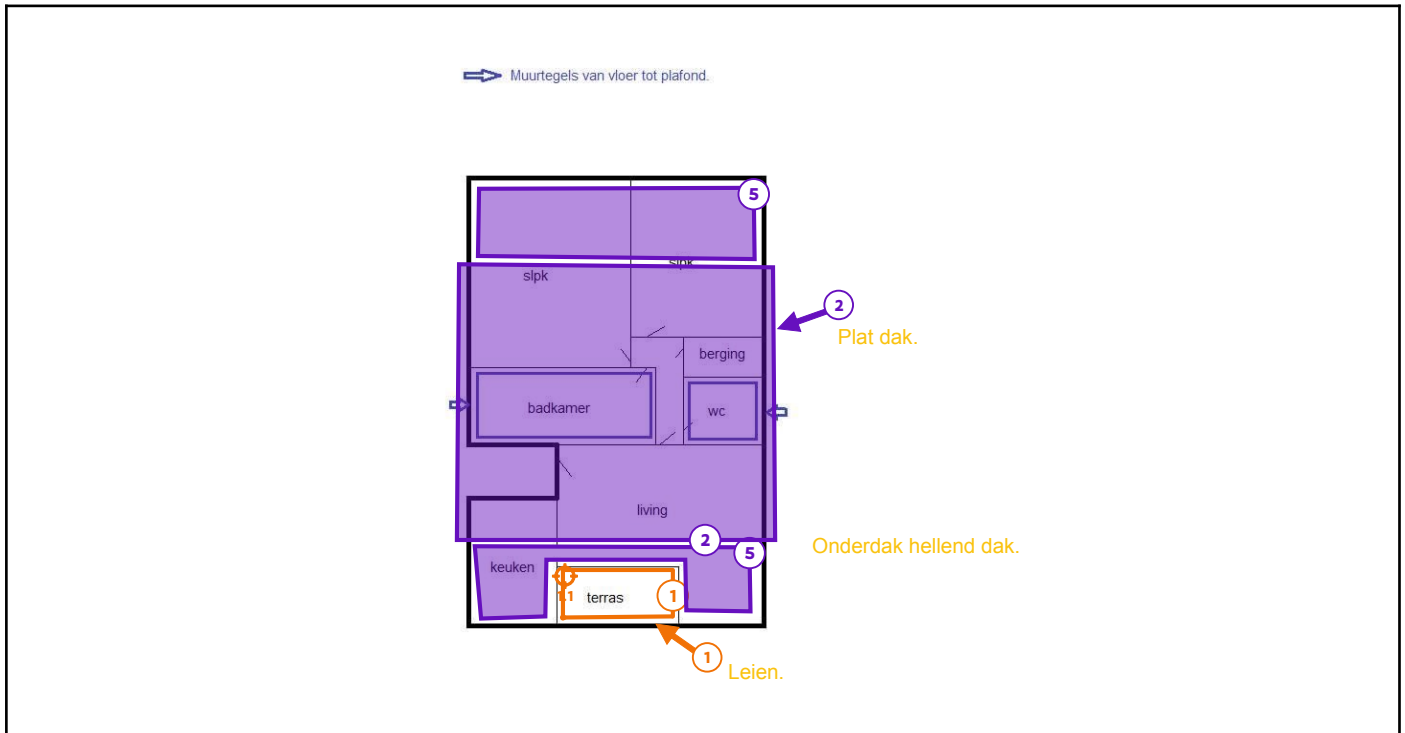 Muurtegels van vloer tot plafond.
5
slpk
slpk
2
Plat dak.
berging
badkamer
wc
living
2
5
Onderdak hellend dak.
keuken
1.1
terras
1
1
Leien.